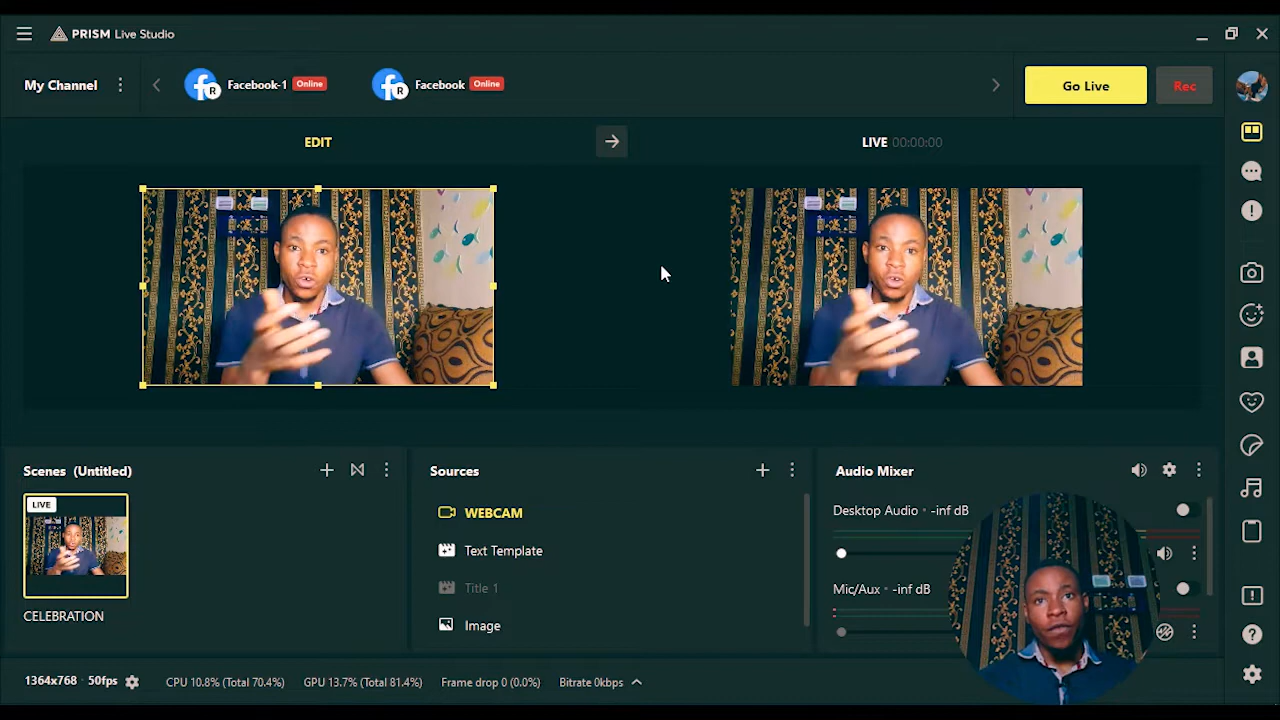 PRISM Live Studio
My Channel
R
Facebook-1 Online
R
Facebook Online
Go Live
Rec
EDIT
LIVE 00:00:00
Scenes (Untitled)
LIVE
CELEBRATION
Sources
WEBCAM
Text Template
Title 1
Image
Audio Mixer
Desktop Audio • -inf dB
Mic/Aux • -inf dB
1364x768 · 50fps
CPU 10.8% (Total 70.4%)
GPU 13.7% (Total 81.4%)
Frame drop 0 (0.0%)
Bitrate 0kbps